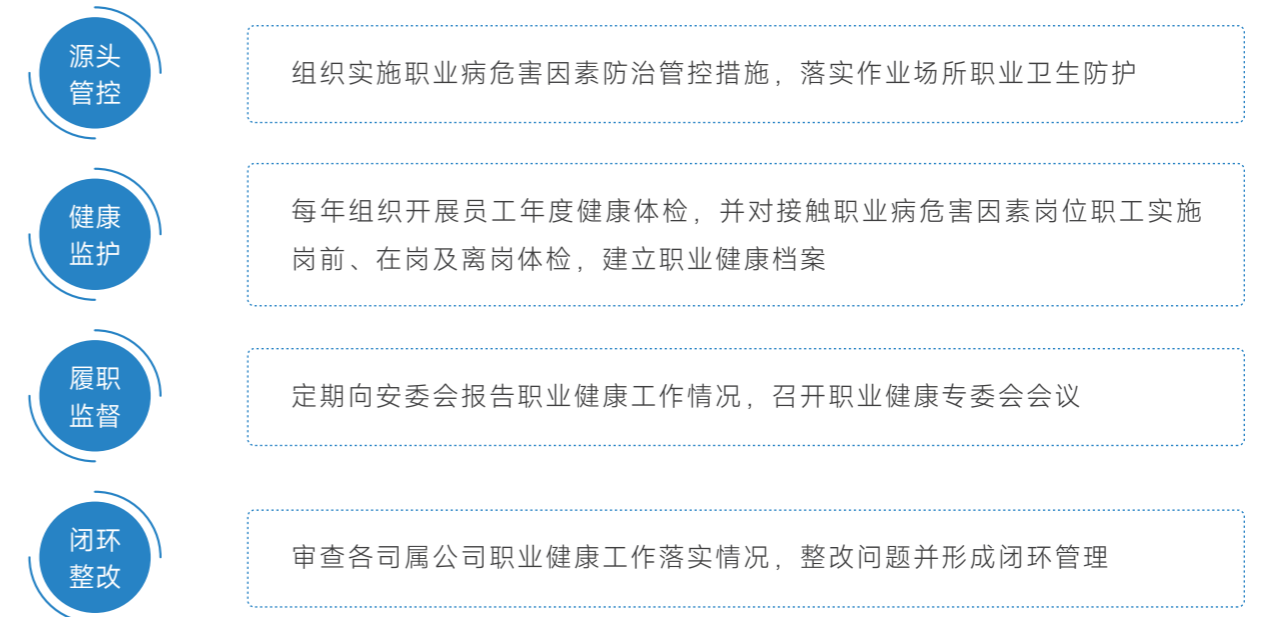 源头
管控
组织实施职业病危害因素防治管控措施，落实作业场所职业卫生防护
健康
监护
每年组织开展员工年度健康体检，并对接触职业病危害因素岗位职工实施
岗前、在岗及离岗体检，建立职业健康档案
履职
监督
定期向安委会报告职业健康工作情况，召开职业健康专委会会议
闭环
整改
审查各司属公司职业健康工作落实情况，整改问题并形成闭环管理